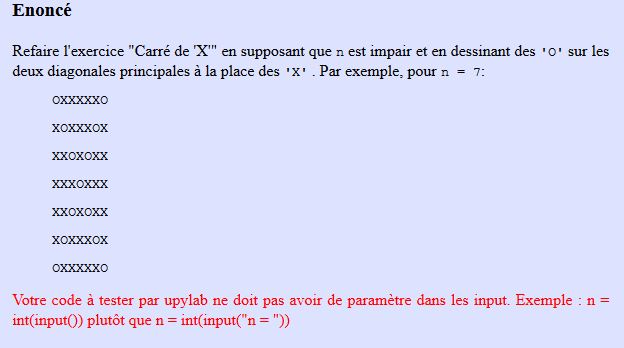 Enoncé
Refaire l'exercice "Carré de 'X'" en supposant que n est impair et en dessinant des 'O' sur les
deux diagonales principales à la place des 'X' . Par exemple, pour n = 7:
OXXXXXO
XOXXXOX
XXOXOXX
XXXOXXX
XXOXOXX
XOXXXOX
OXXXXXO
Votre code à tester par upylab ne doit pas avoir de paramètre dans les input. Exemple : n =
int(input()) plutôt que n = int(input("n = "))